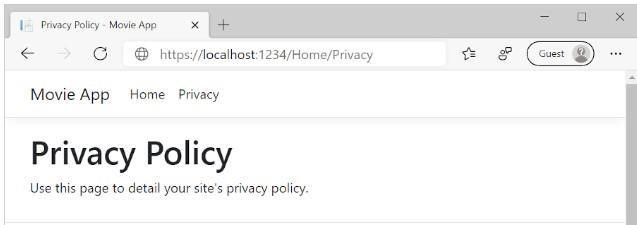 Privacy Policy - Movie App
https://localhost:1234/Home/Privacy
Guest
Movie App Home Privacy
Privacy Policy
Use this page to detail your site's privacy policy.